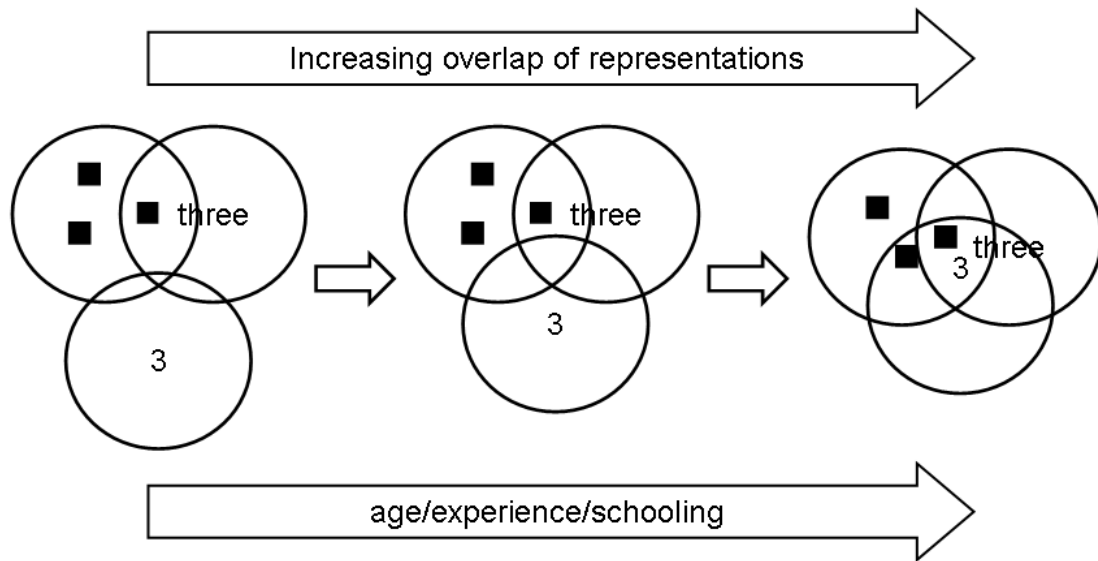 Increasing overlap of representations
three
3
three
3
three
3
age/experience/schooling